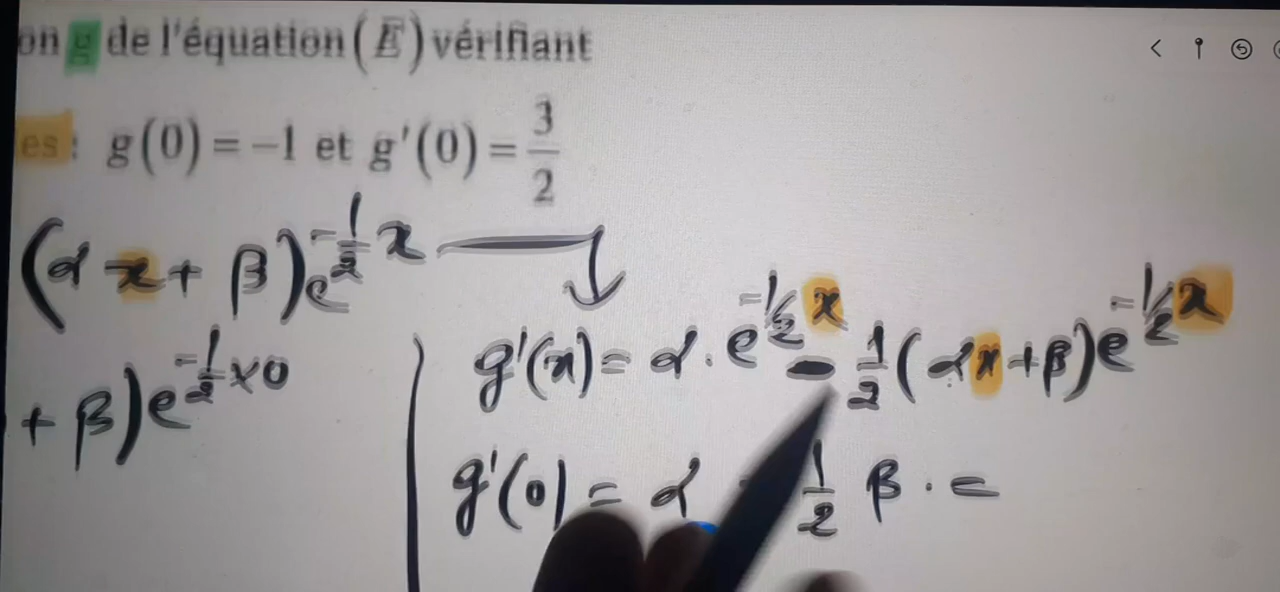 on g de l'équation (E) vérifiant
es : g(0) = -1 et g'(0) = 3/2
(αx + β)e^{-1/2 x}
+ β)e^{-1/2 ×0}
g'(x) = α . e^{-1/2 x} - 1/2 (αx + β)e^{-1/2 x}
g'(0) = α - 1/2 β . =